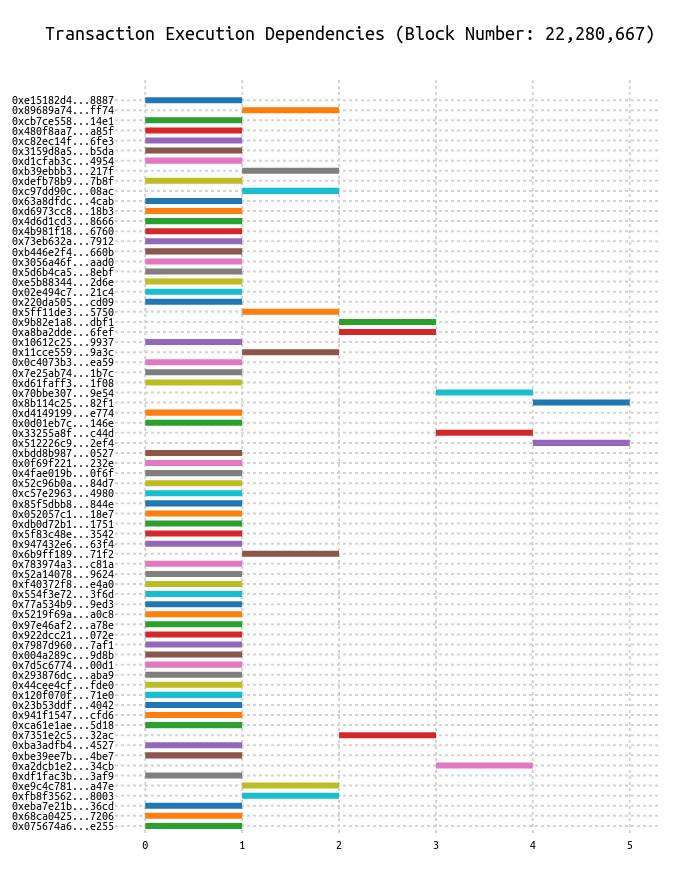 Transaction Execution Dependencies (Block Number: 22,280,667)
0xe15182d4...8887
0x89689a74...ff74
0xcb7ce558...14e1
0x480f8aa7...a85f
0xc82ec14f...6fe3
0x3159d8a5...b5da
0xd1cfab3c...4954
0xb39ebbb3...217f
0xdefb78b9...7b8f
0xc97dd90c...08ac
0x63a8dfdc...4cab
0xd6973cc8...18b3
0x4d6d1cd3...8666
0x4b981f18...6760
0x73eb632a...7912
0xb446e2f4...660b
0x3056a46f...aad0
0x5d6b4ca5...8ebf
0xe5b88344...2d6e
0x02e494c7...21c4
0x220da505...cd09
0x5ff11de3...5750
0x9b82e1a8...dbf1
0xa8ba2dde...6fef
0x10612c25...9937
0x11cce559...9a3c
0x0c4073b3...ea59
0x7e25ab74...1b7c
0xd61faff3...1f08
0x70bbe307...9e54
0x8b114c25...82f1
0xd4149199...e774
0x0d01eb7c...146e
0x33255a8f...c44d
0x512226c9...2ef4
0xbdd8b987...0527
0x0f69f221...232e
0x4fae019b...0f6f
0x52c96b0a...84d7
0xc57e2963...4980
0x85f5dbb8...844e
0x052057c1...18e7
0xdb0d72b1...1751
0x5f83c48e...3542
0x947432e6...63f4
0x6b9ff189...71f2
0x783974a3...c81a
0x52a14078...9624
0xf40372f8...e4a0
0x554f3e72...3f6d
0x77a534b9...9ed3
0x5219f69a...a0c8
0x97e46af2...a78e
0x922dcc21...072e
0x7987d960...7af1
0x004a289c...9d8b
0x7d5c6774...00d1
0x293876dc...aba9
0x44cee4cf...fde0
0x120f070f...71e0
0x23b53ddf...4042
0x941f1547...cfd6
0xca61e1ae...5d18
0x7351e2c5...32ac
0xba3adfb4...4527
0xbe39ee7b...4be7
0xa2dcb1e2...34cb
0xdf1fac3b...3af9
0xe9c4c781...a47e
0xfb8f3562...8003
0xeba7e21b...36cd
0x68ca0425...7206
0x075674a6...e255
0 1 2 3 4 5